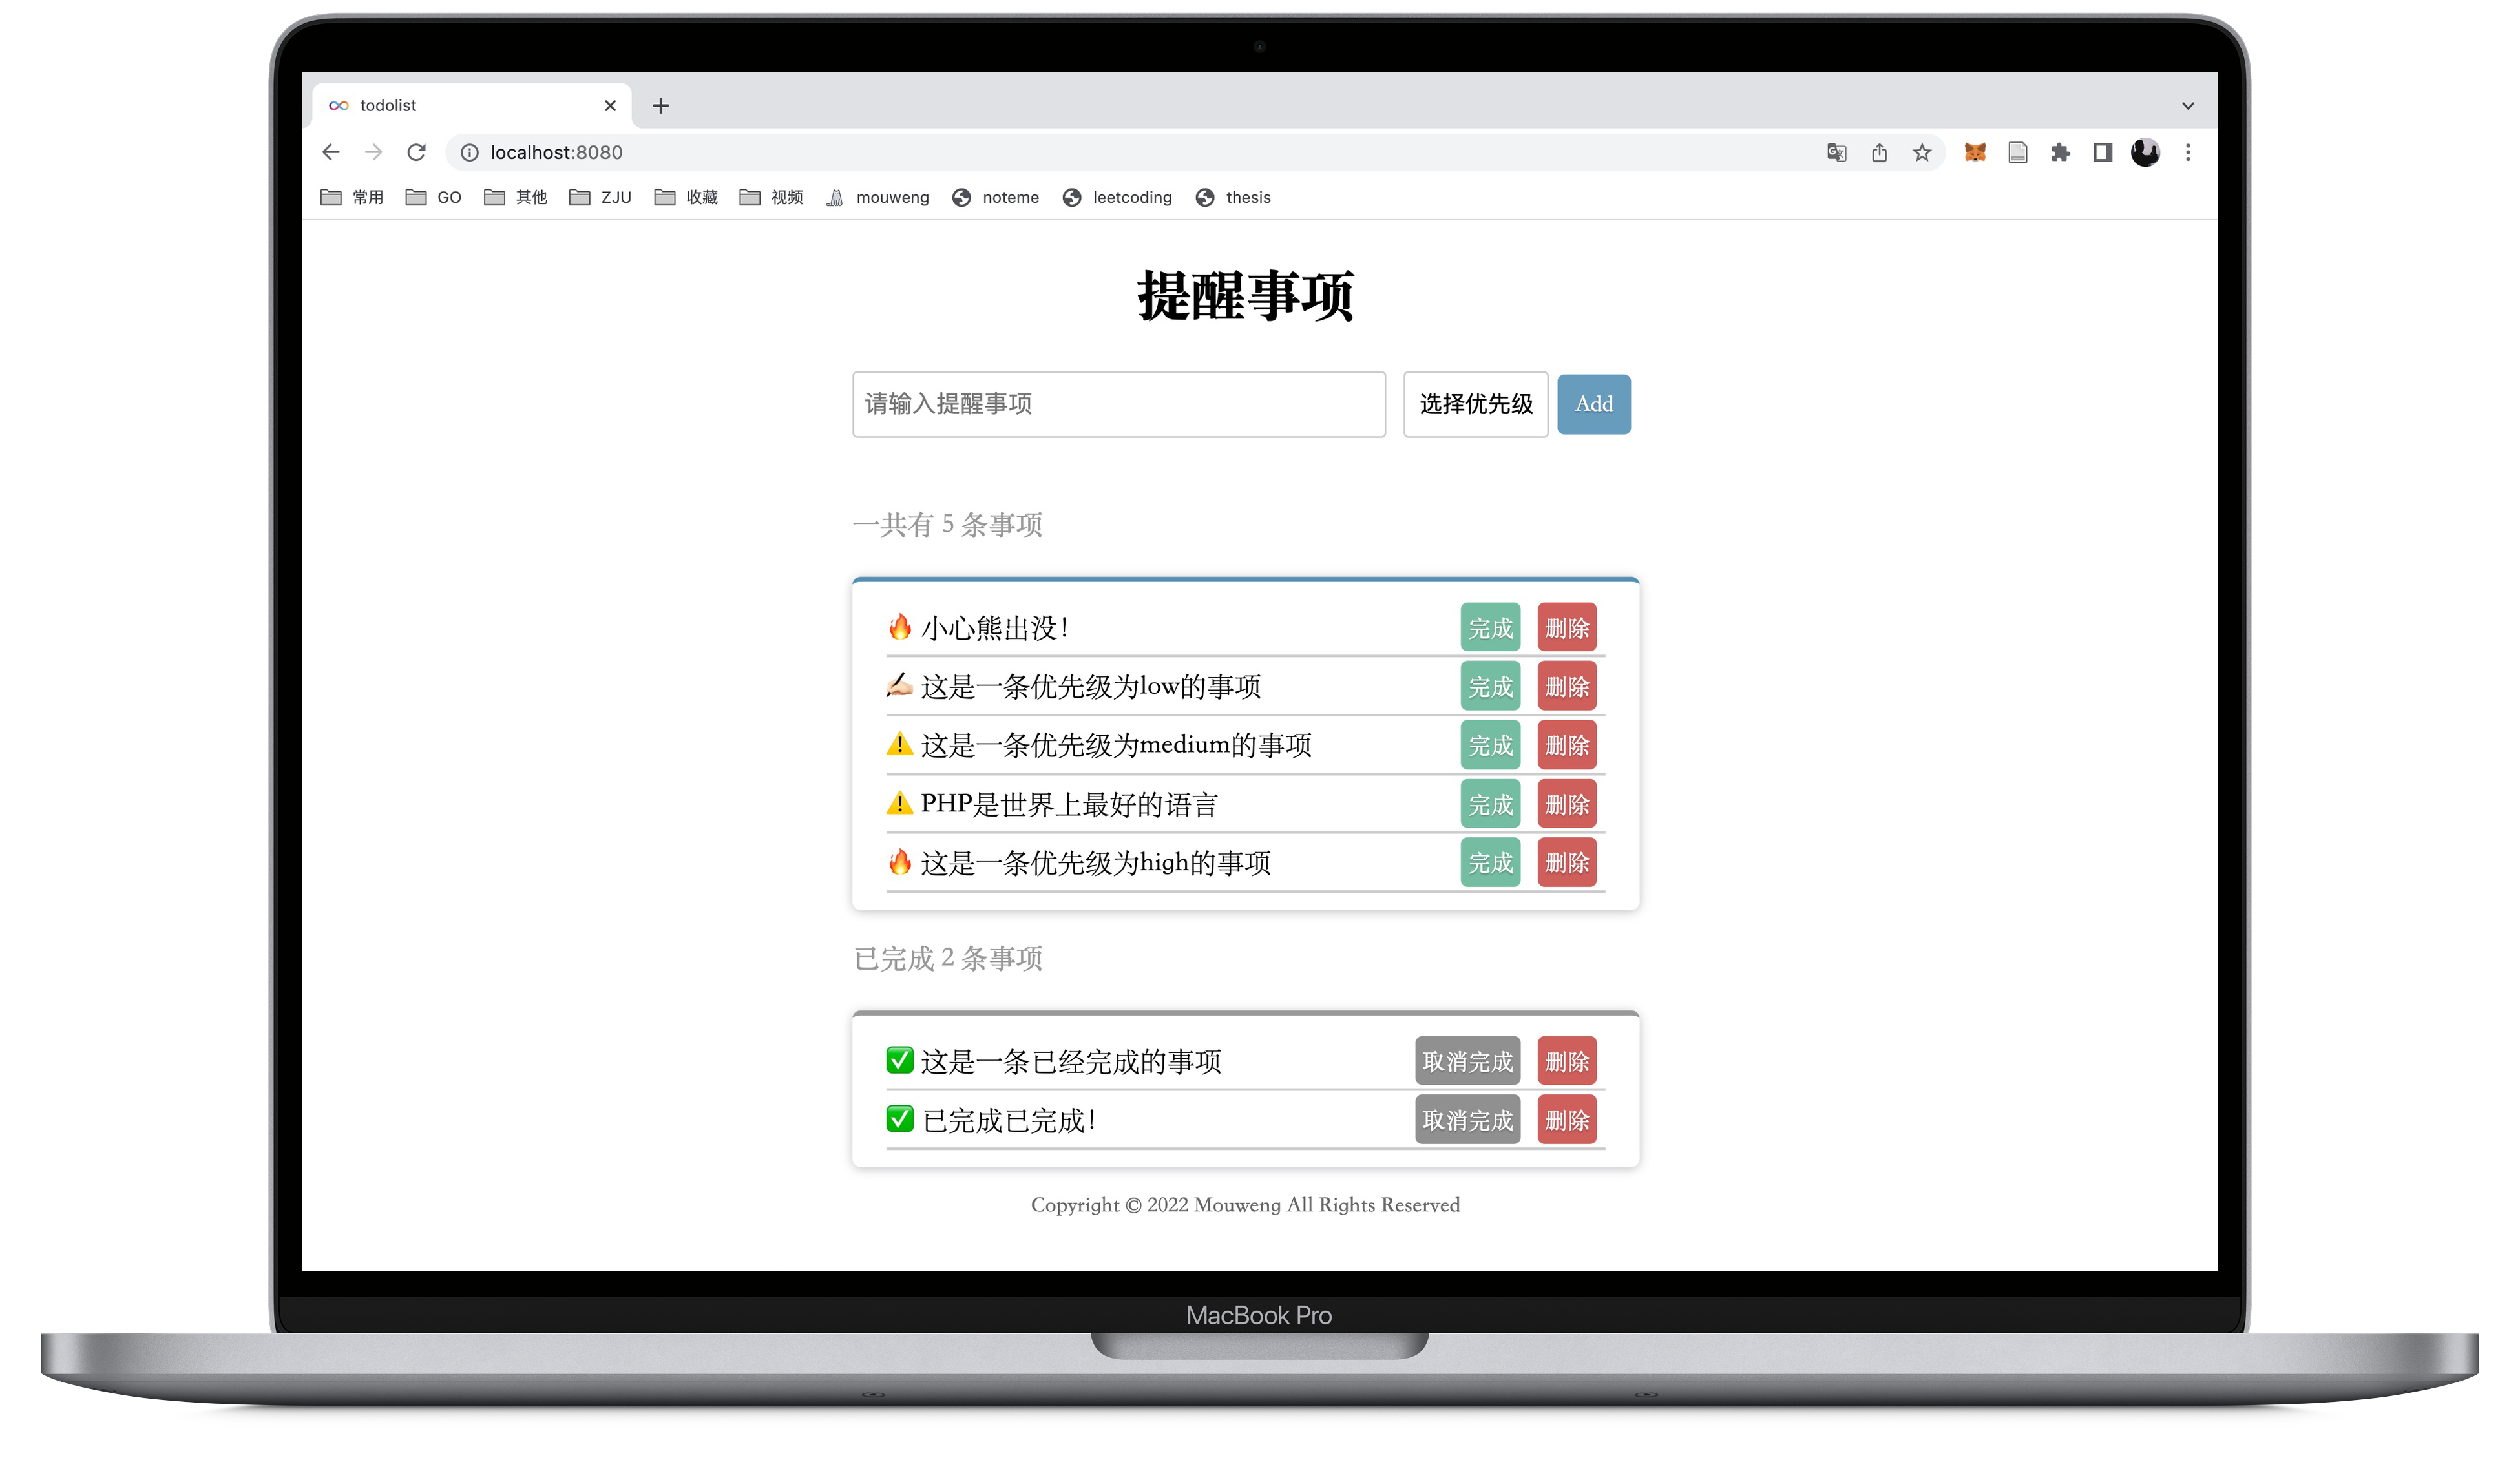 todolist
localhost:8080
常用 GO 其他 ZJU 收藏 视频 mouweng noteme leetcoding thesis
提醒事项
请输入提醒事项 选择优先级 Add
一共有 5 条事项
🔥 小心熊出没! 完成 删除
✍🏻 这是一条优先级为low的事项 完成 删除
⚠️ 这是一条优先级为medium的事项 完成 删除
⚠️ PHP是世界上最好的语言 完成 删除
🔥 这是一条优先级为high的事项 完成 删除
已完成 2 条事项
✅ 这是一条已经完成的事项 取消完成 删除
✅ 已完成已完成! 取消完成 删除
Copyright © 2022 Mouweng All Rights Reserved
MacBook Pro